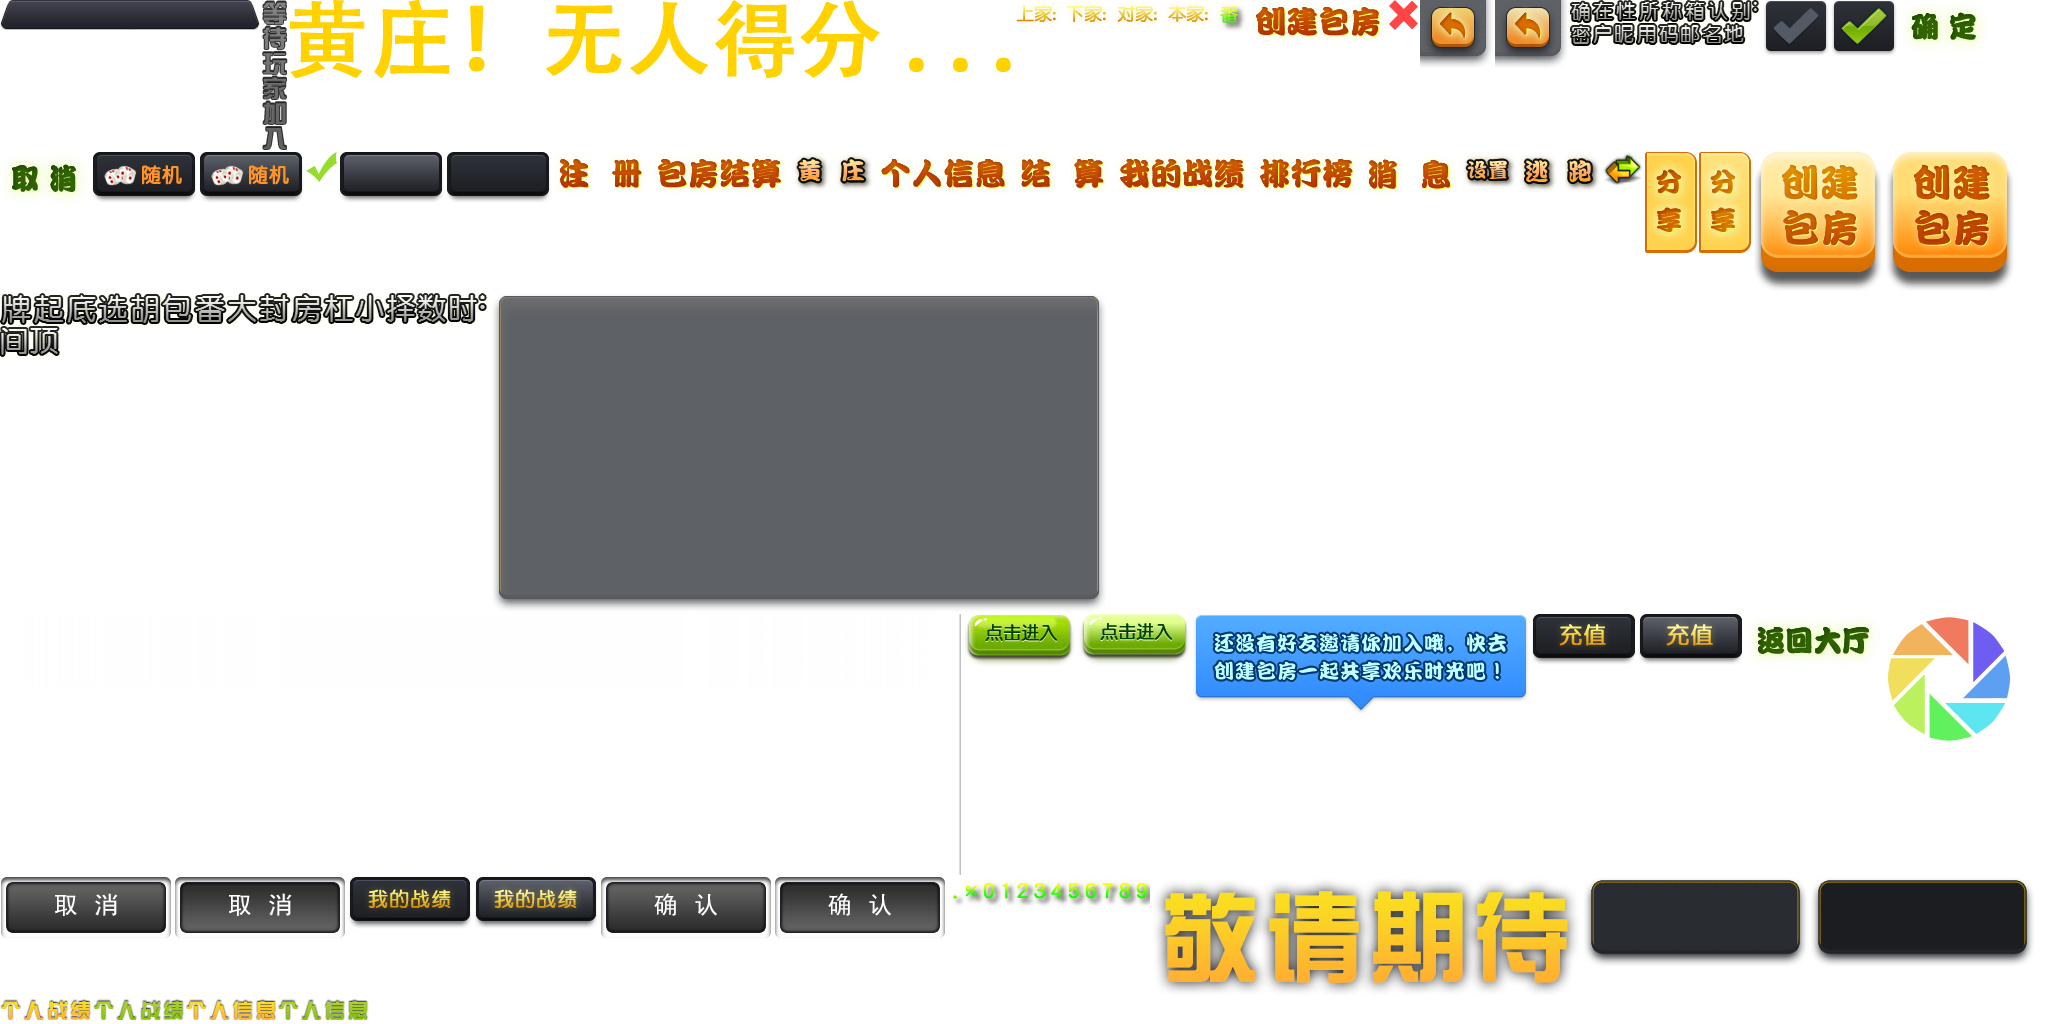 等待玩家加入
黄庄！无人得分...
上家: 下家: 对家: 本家: 番
创建包房
确在性所称箱认别:
密户昵用码邮名地
确 定
取 消
随机
随机
注 册
包房结算
黄 庄
个人信息
结 算
我的战绩
排行榜
消 息
设置
逃 跑
分享
分享
创建
包房
创建
包房
牌起底选胡包番大封房杠小择数时:
间顶
点击进入
点击进入
还没有好友邀请你加入哦，快去
创建包房一起共享欢乐时光吧！
充值
充值
返回大厅
取 消
取 消
我的战绩
我的战绩
确 认
确 认
.%0123456789
敬请期待
个人战绩个人战绩个人信息个人信息